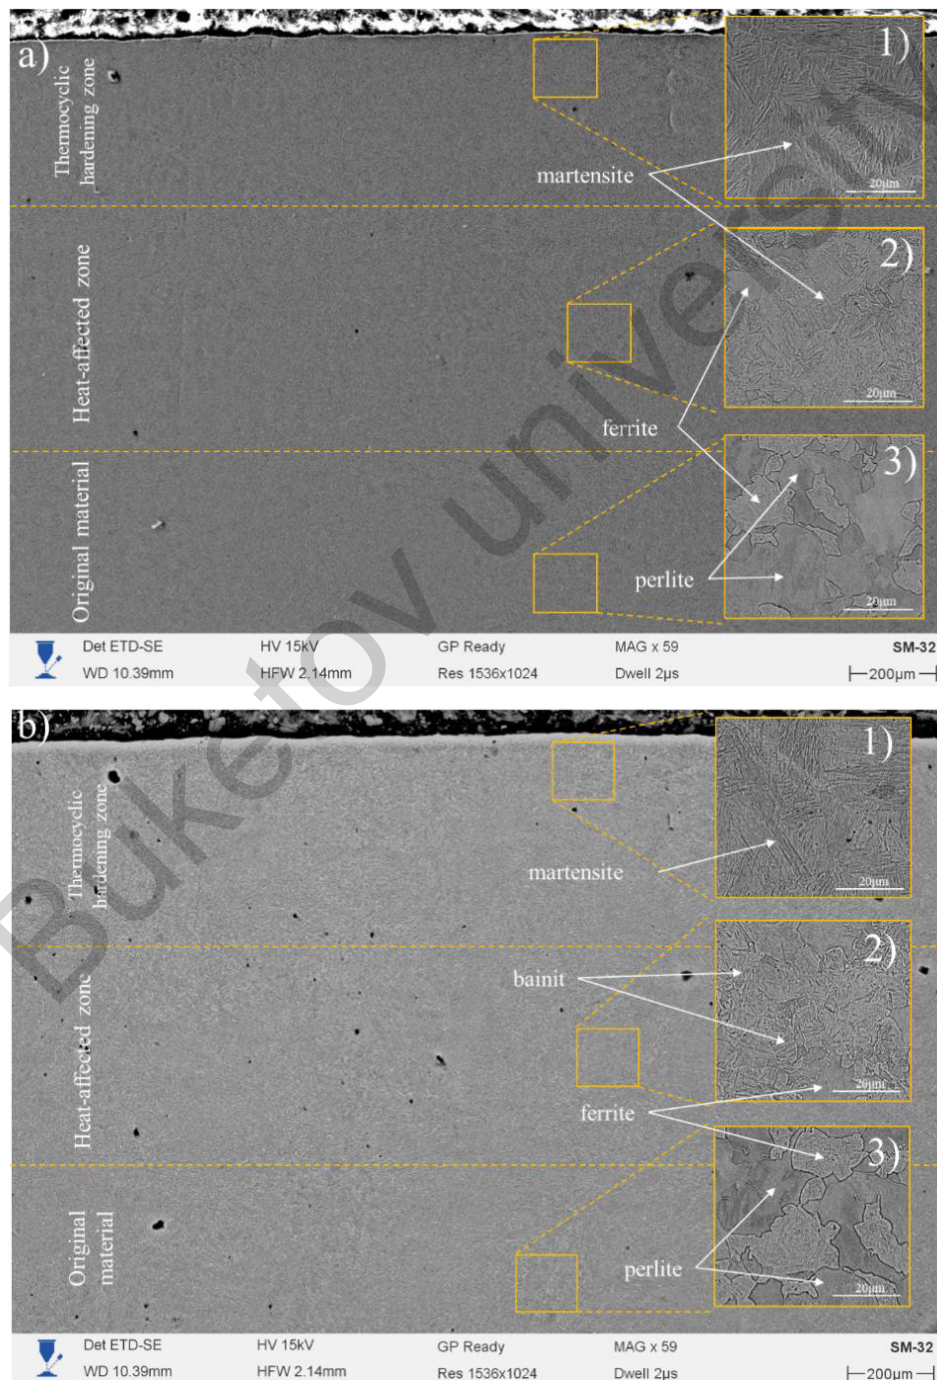 a)
Thermocyclic
hardening zone
Heat-affected zone
Original material
1)
20μm
martensite
2)
20μm
ferrite
3)
perlite
20μm
Det ETD-SE HV 15kV GP Ready MAG x 59 SM-32
WD 10.39mm HFW 2.14mm Res 1536x1024 Dwell 2μs 200μm
b)
Thermocyclic
hardening zone
Heat-affected zone
Original
material
1)
martensite
20μm
2)
bainit
20μm
ferrite
3)
perlite
20μm
Det ETD-SE HV 15kV GP Ready MAG x 59 SM-32
WD 10.39mm HFW 2.14mm Res 1536x1024 Dwell 2μs 200μm
Buketov university